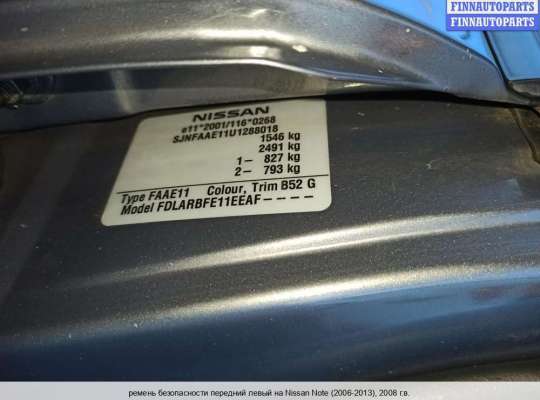 FINNAUTOPARTS
FINNAUTOPARTS
NISSAN
e11*2001/116*0268
SJNFAAE11U1288018
1546 kg
2491 kg
1- 827 kg
2- 793 kg
Type FAAE11 Colour, Trim B52 G
Model FDLARBFE11EEAF----
ремень безопасности передний левый на Nissan Note (2006-2013), 2008 г.в.